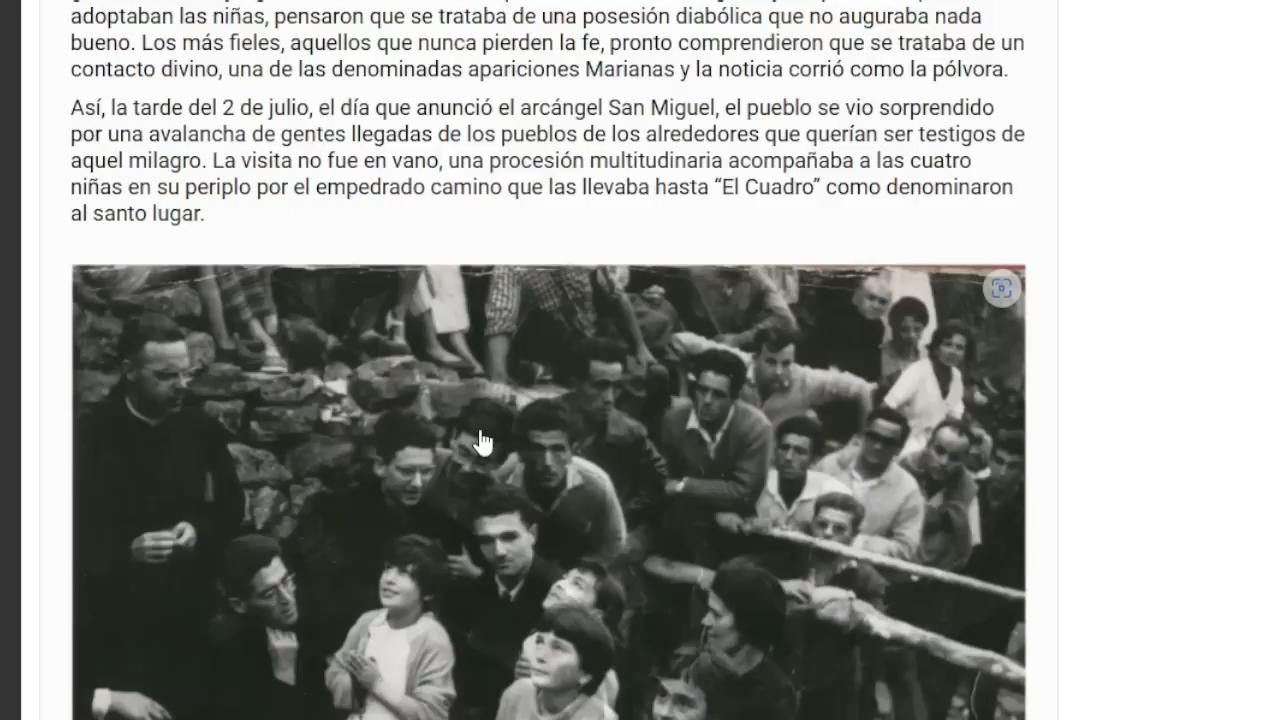 adoptaban las niñas, pensaron que se trataba de una posesión diabólica que no auguraba nada
bueno. Los más fieles, aquellos que nunca pierden la fe, pronto comprendieron que se trataba de un
contacto divino, una de las denominadas apariciones Marianas y la noticia corrió como la pólvora.
Así, la tarde del 2 de julio, el día que anunció el arcángel San Miguel, el pueblo se vio sorprendido
por una avalancha de gentes llegadas de los pueblos de los alrededores que querían ser testigos de
aquel milagro. La visita no fue en vano, una procesión multitudinaria acompañaba a las cuatro
niñas en su periplo por el empedrado camino que las llevaba hasta “El Cuadro” como denominaron
al santo lugar.